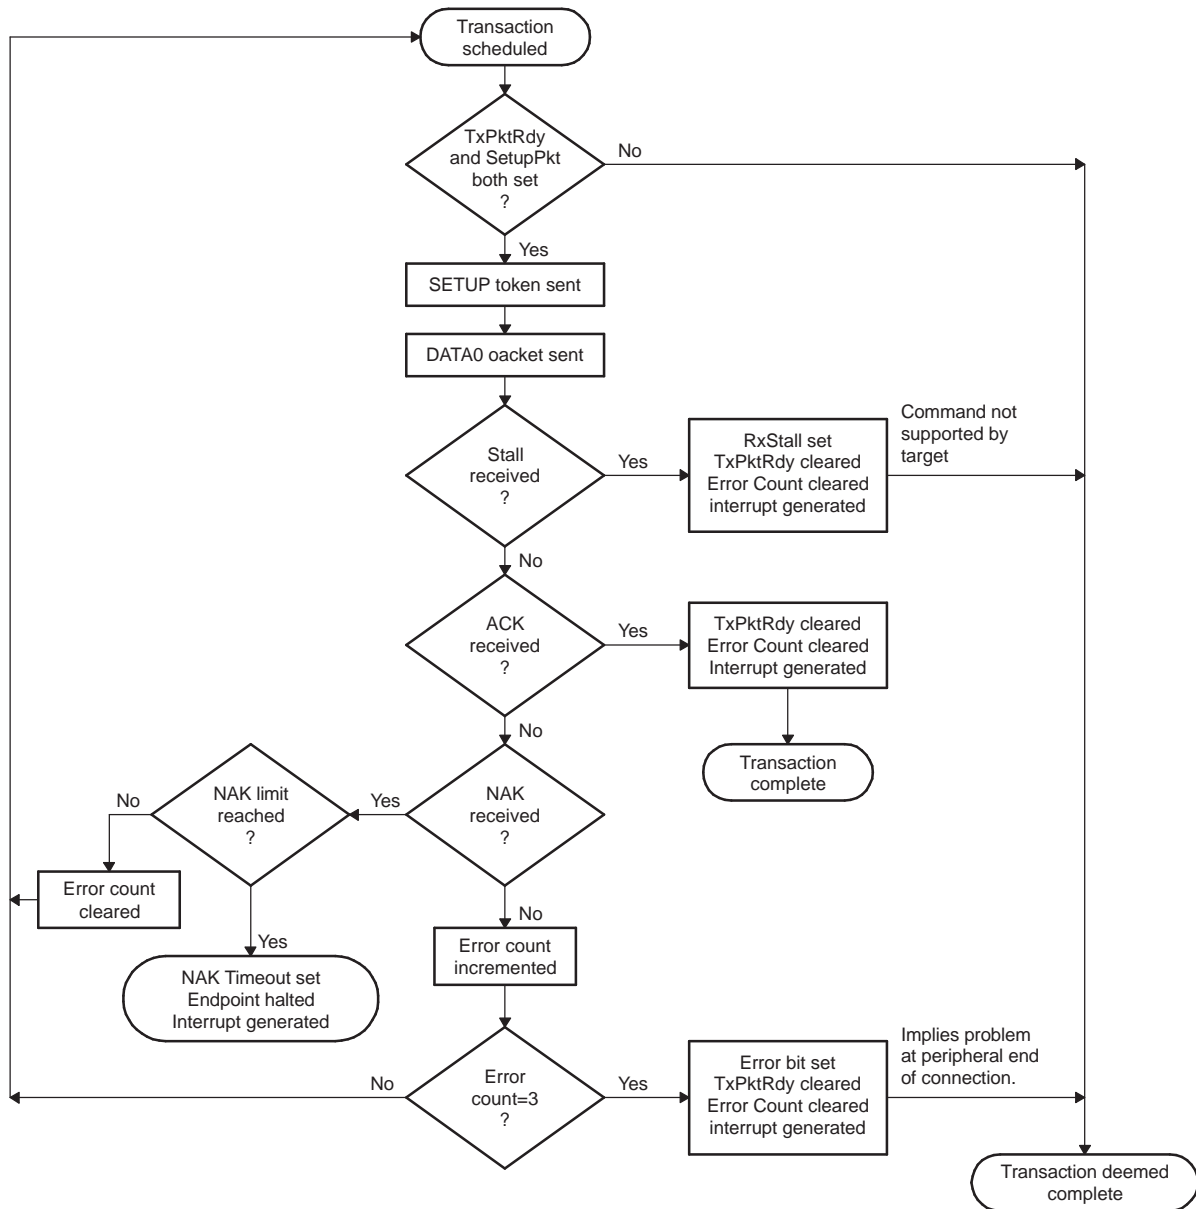 Transaction
scheduled
TxPktRdy
and SetupPkt
both set
?
No
Yes
SETUP token sent
DATA0 oacket sent
Stall
received
?
Yes
RxStall set
TxPktRdy cleared
Error Count cleared
interrupt generated
Command not
supported by
target
No
ACK
received
?
Yes
TxPktRdy cleared
Error Count cleared
Interrupt generated
No
Transaction
complete
NAK
received
?
Yes
NAK limit
reached
?
No
Error count
cleared
Yes
NAK Timeout set
Endpoint halted
Interrupt generated
No
Error count
incremented
Error
count=3
?
No
Yes
Error bit set
TxPktRdy cleared
Error Count cleared
interrupt generated
Implies problem
at peripheral end
of connection.
Transaction deemed
complete